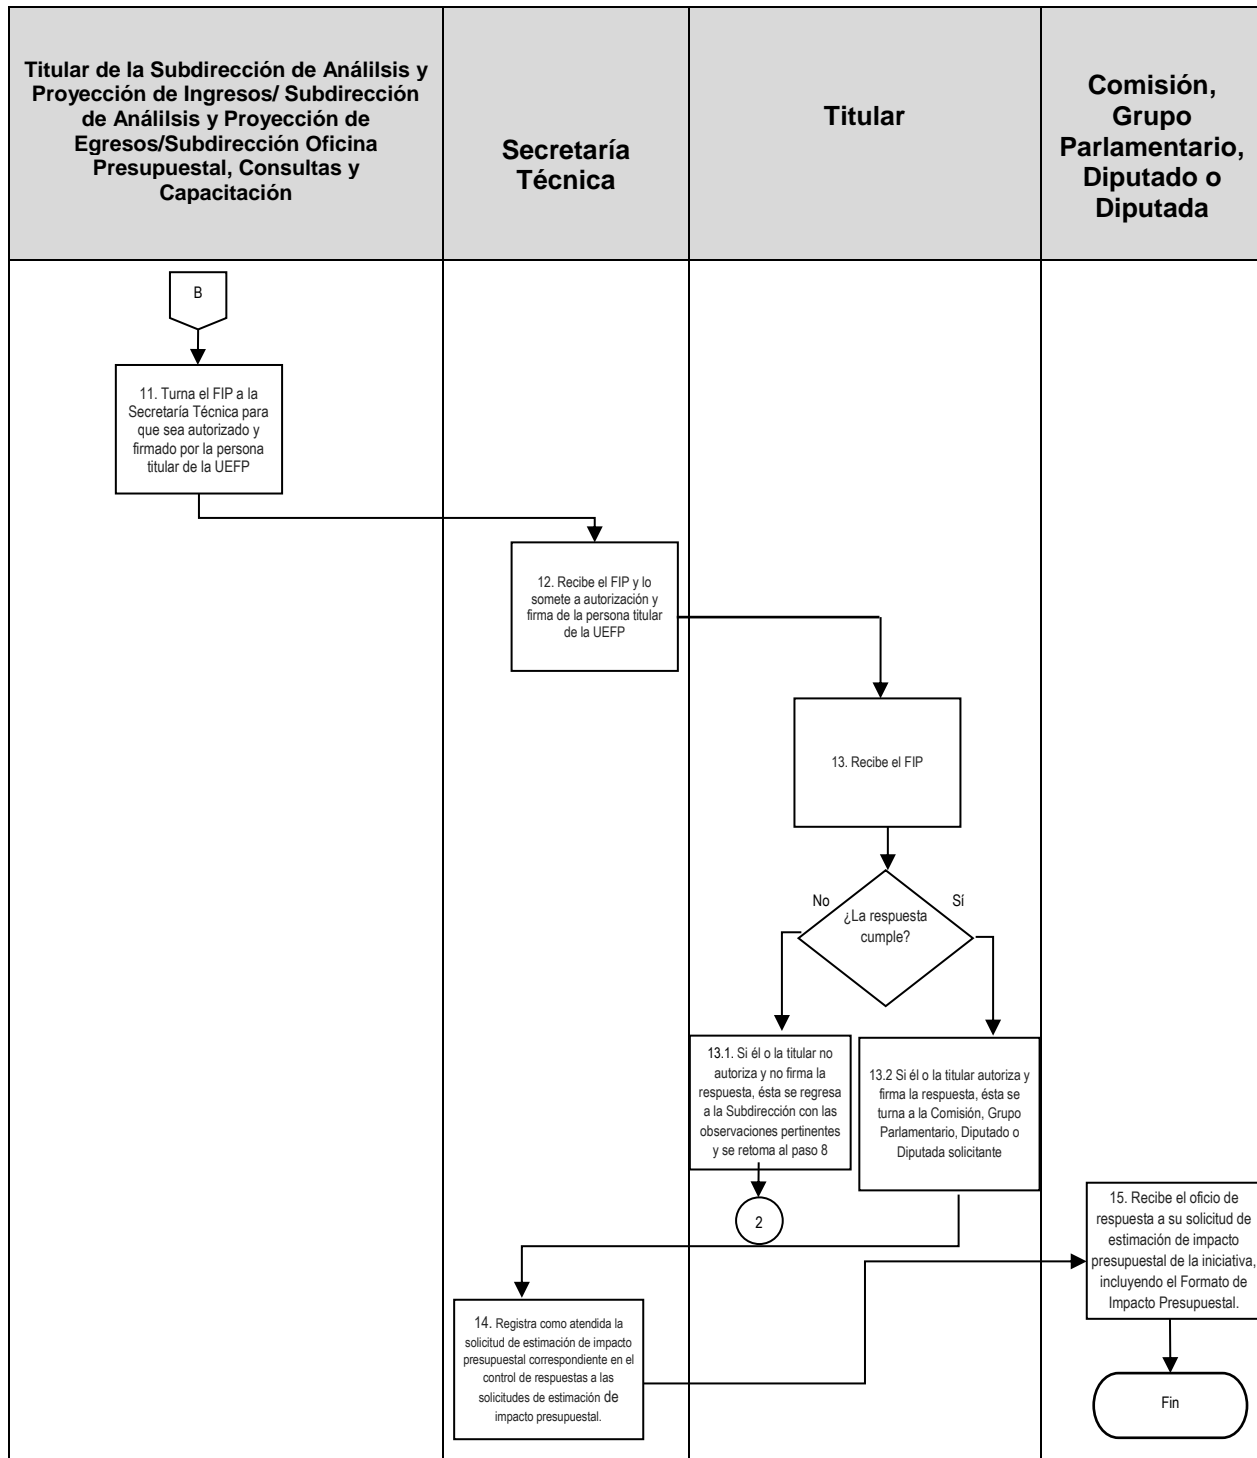 Titular de la Subdirección de Análilsis y
Proyección de Ingresos/ Subdirección
de Análilsis y Proyección de
Egresos/Subdirección Oficina
Presupuestal, Consultas y
Capacitación
Secretaría
Técnica
Titular
Comisión,
Grupo
Parlamentario,
Diputado o
Diputada
B
11. Turna el FIP a la
Secretaría Técnica para
que sea autorizado y
firmado por la persona
titular de la UEFP
12. Recibe el FIP y lo
somete a autorización y
firma de la persona titular
de la UEFP
13. Recibe el FIP
¿La respuesta
cumple?
No
Sí
13.1. Si él o la titular no
autoriza y no firma la
respuesta, ésta se regresa
a la Subdirección con las
observaciones pertinentes
y se retoma al paso 8
13.2 Si él o la titular autoriza y
firma la respuesta, ésta se
turna a la Comisión, Grupo
Parlamentario, Diputado o
Diputada solicitante
2
14. Registra como atendida la
solicitud de estimación de impacto
presupuestal correspondiente en el
control de respuestas a las
solicitudes de estimación de
impacto presupuestal.
15. Recibe el oficio de
respuesta a su solicitud de
estimación de impacto
presupuestal de la iniciativa,
incluyendo el Formato de
Impacto Presupuestal.
Fin